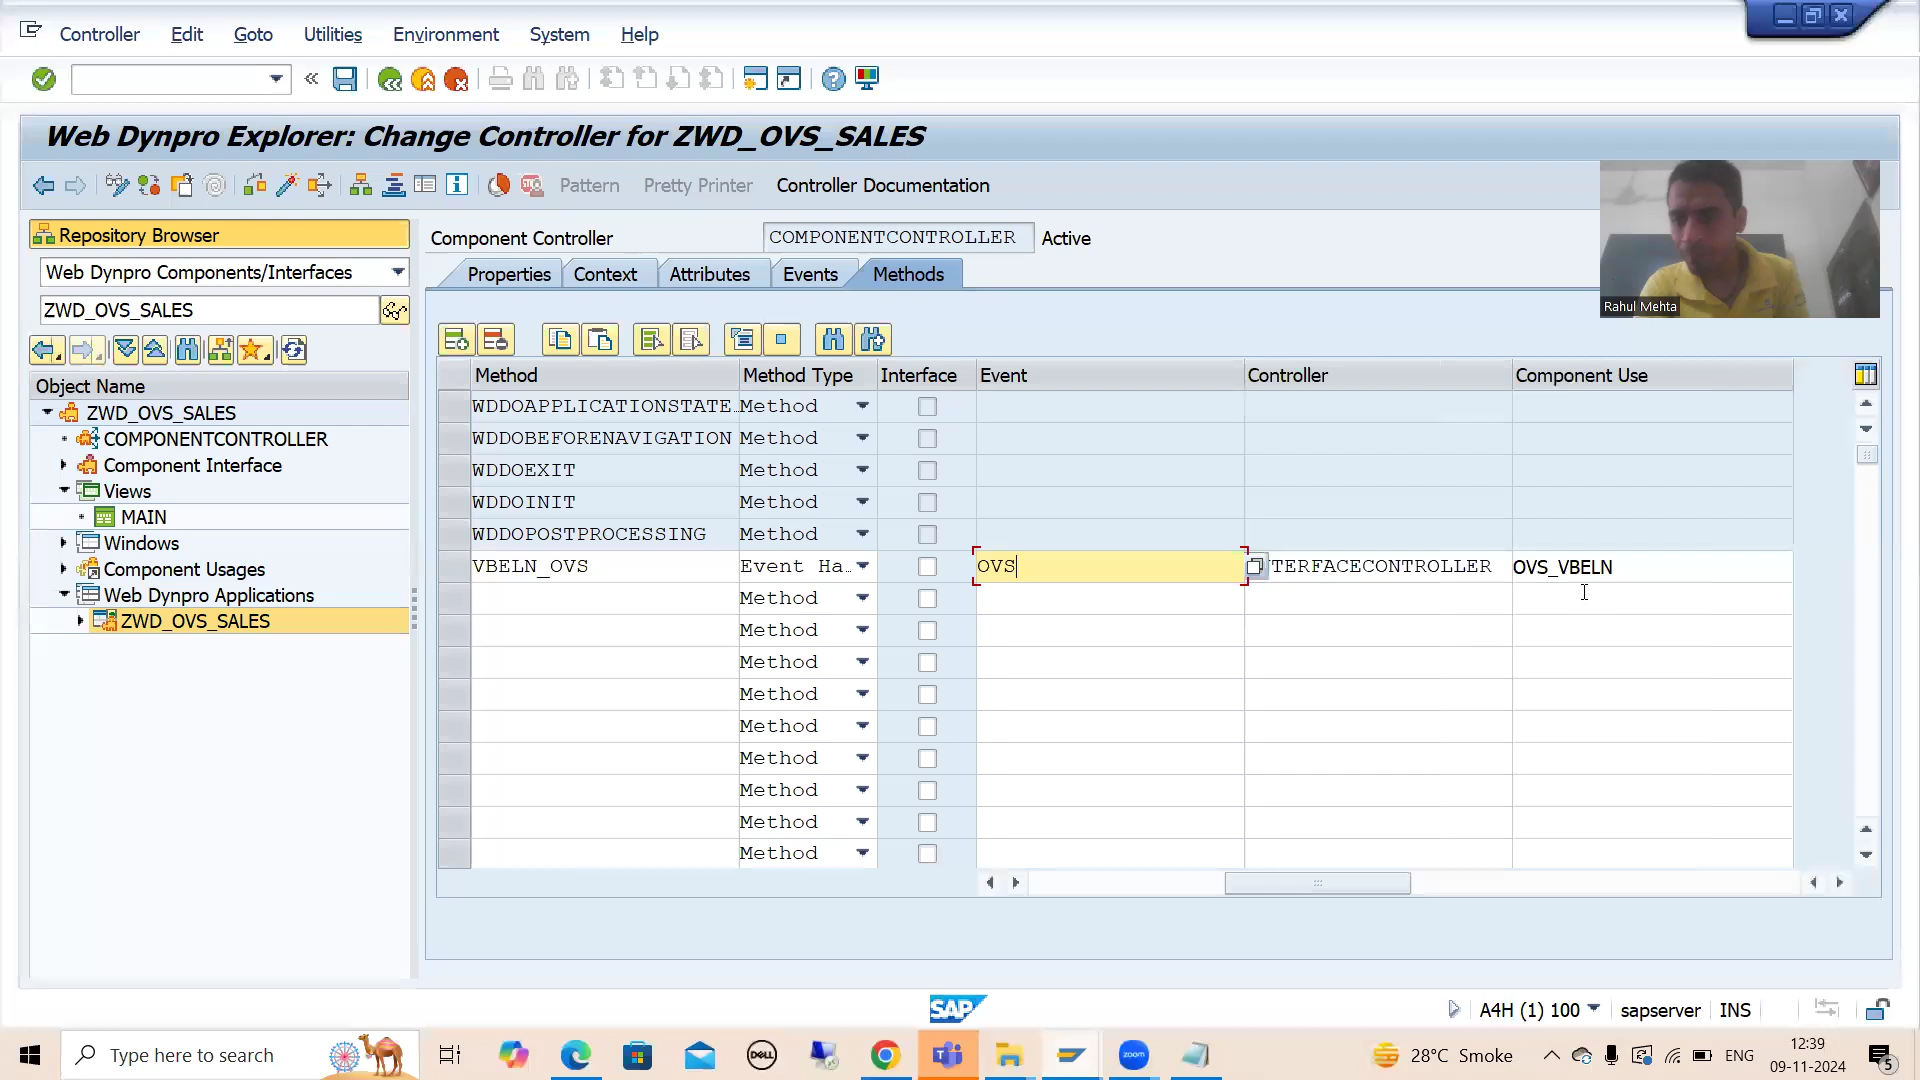 Controller Edit Goto Utilities Environment System Help
Web Dynpro Explorer: Change Controller for ZWD_OVS_SALES
Pattern Pretty Printer Controller Documentation
Repository Browser
Web Dynpro Components/Interfaces
ZWD_OVS_SALES
Object Name
ZWD_OVS_SALES
COMPONENTCONTROLLER
Component Interface
Views
MAIN
Windows
Component Usages
Web Dynpro Applications
ZWD_OVS_SALES
Component Controller COMPONENTCONTROLLER Active
Properties Context Attributes Events Methods
Method Method Type Interface Event Controller Component Use
WDDOAPPLICATIONSTATE... Method
WDDOBEFORENAVIGATION Method
WDDOEXIT Method
WDDOINIT Method
WDDOPOSTPROCESSING Method
VBELN_OVS Event Ha... OVS TERFACECONTROLLER OVS_VBELN
Method
Method
Method
Method
Method
Method
Method
Method
Method
Rahul Mehta
SAP
A4H (1) 100 sapserver INS
Type here to search
DELL
zoom
28°C Smoke
ENG
12:39
09-11-2024
5